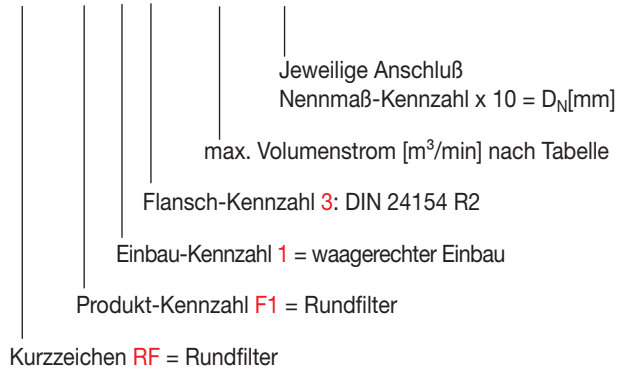 Jeweilige Anschluß
Nennmaß-Kennzahl x 10 = D_N[mm]
max. Volumenstrom [m³/min] nach Tabelle
Flansch-Kennzahl 3: DIN 24154 R2
Einbau-Kennzahl 1 = waagerechter Einbau
Produkt-Kennzahl F1 = Rundfilter
Kurzzeichen RF = Rundfilter